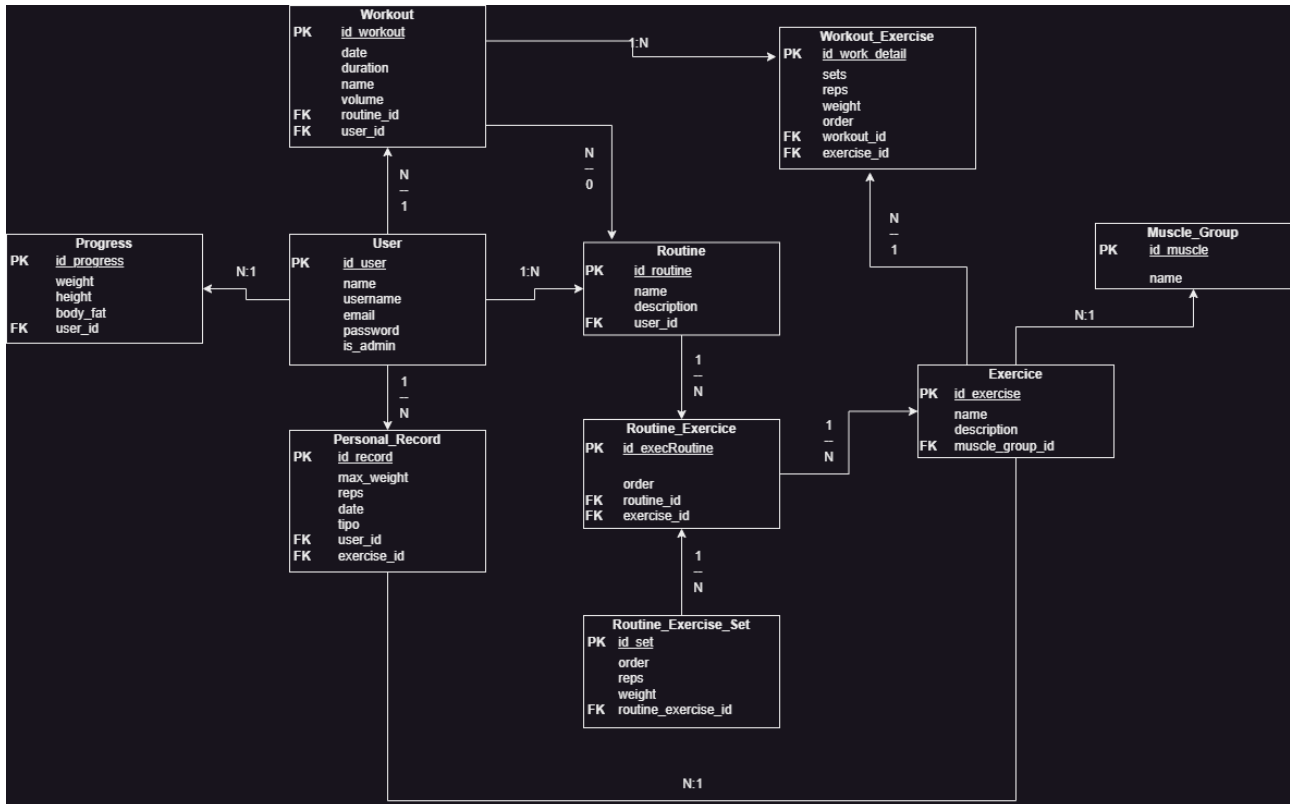 Workout
PK id_workout
date
duration
name
volume
FK routine_id
FK user_id
1:N
Workout_Exercise
PK id_work_detail
sets
reps
weight
order
FK workout_id
FK exercise_id
N
—
1
N
—
0
N
—
1
Progress
PK id_progress
weight
height
body_fat
FK user_id
N:1
User
PK id_user
name
username
email
password
is_admin
1:N
Routine
PK id_routine
name
description
FK user_id
Muscle_Group
PK id_muscle
name
N:1
1
—
N
1
—
N
Exercice
PK id_exercise
name
description
FK muscle_group_id
Personal_Record
PK id_record
max_weight
reps
date
tipo
FK user_id
FK exercise_id
Routine_Exercice
PK id_execRoutine
order
FK routine_id
FK exercise_id
1
—
N
1
—
N
Routine_Exercise_Set
PK id_set
order
reps
weight
FK routine_exercise_id
N:1